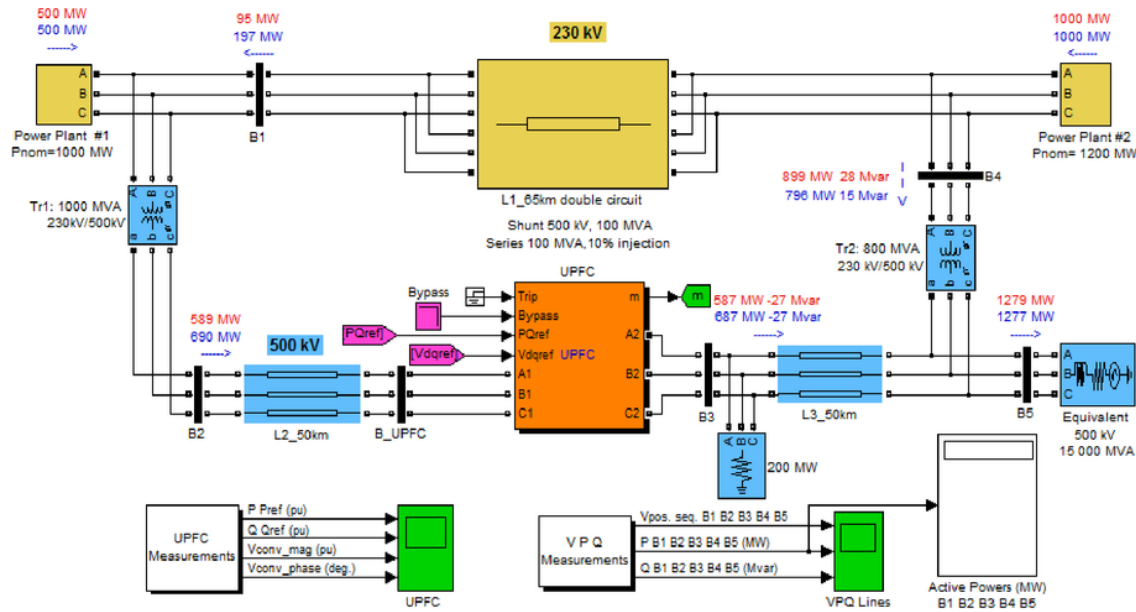 500 MW
500 MW
------>
95 MW
197 MW
<------
230 kV
1000 MW
1000 MW
<------
A
B
C
Power Plant #1
Pnom=1000 MW
B1
L1_65km double circuit
Shunt 500 kV, 100 MVA
Series 100 MVA,10% injection
A
B
C
Power Plant #2
Pnom= 1200 MW
899 MW 28 Mvar
796 MW 15 Mvar
V
B4
Tr1: 1000 MVA
230kV/500kV
A B C
a b c
Tr2: 800 MVA
230 kV/500 kV
A B C
a b c
UPFC
Bypass
Trip
Bypass
PQref
Vdqref
UPFC
A1
B1
C1
m
A2
B2
C2
m
PQref]
[Vdqref]
589 MW
690 MW
------>
500 kV
B2
L2_50km
B_UPFC
587 MW -27 Mvar
687 MW -27 Mvar
------>
B3
L3_50km
1279 MW
1277 MW
------>
B5
A
B
C
Equivalent
500 kV
15 000 MVA
A B C
200 MW
UPFC
Measurements
P Pref (pu)
Q Qref (pu)
Vconv_mag (pu)
Vconv_phase (deg.)
UPFC
V P Q
Measurements
Vpos. seq. B1 B2 B3 B4 B5
P B1 B2 B3 B4 B5 (MW)
Q B1 B2 B3 B4 B5 (Mvar)
VPQ Lines
Active Powers (MW)
B1 B2 B3 B4 B5